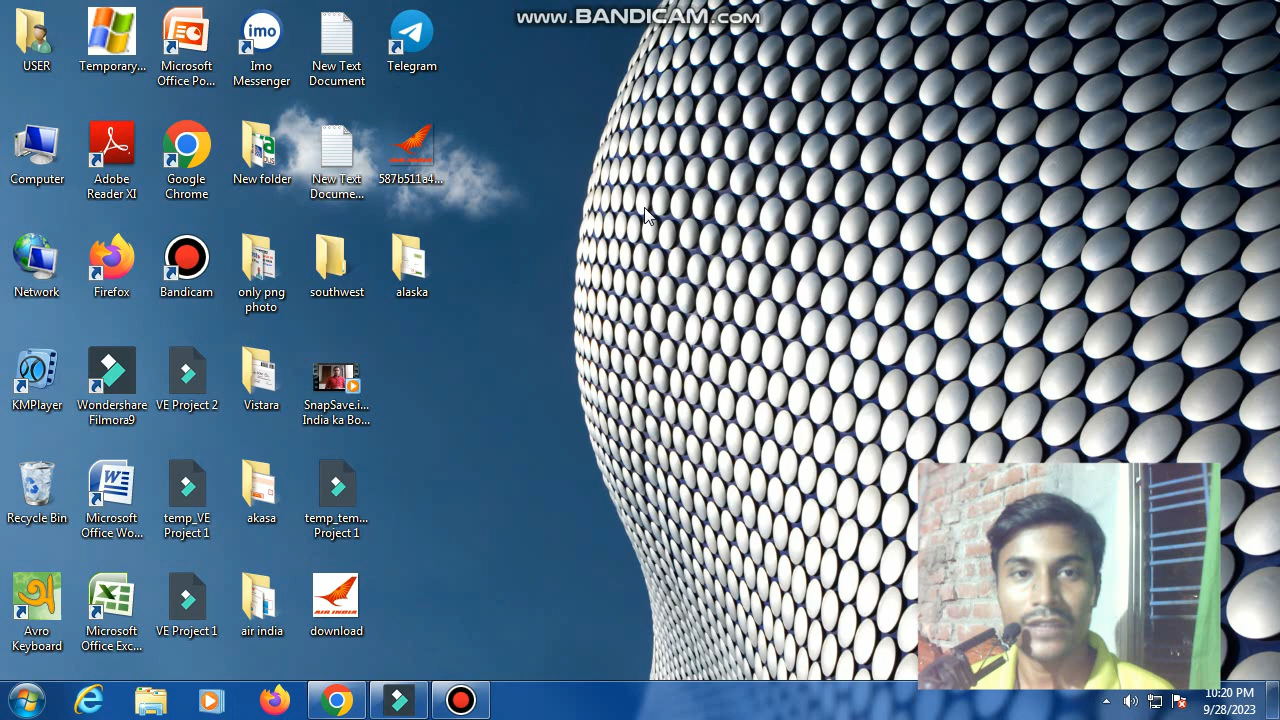 www.BANDICAM.com
USER
Temporary...
Microsoft
Office Po...
Imo
Messenger
New Text
Document
Telegram
Computer
Adobe
Reader XI
Google
Chrome
New folder
New Text
Docume...
AIR INDIA
587b511a4...
Network
Firefox
Bandicam
only png
photo
southwest
alaska
KMPlayer
Wondershare
Filmora9
VE Project 2
Vistara
SnapSave.i...
India ka Bo...
Recycle Bin
Microsoft
Office Wo...
temp_VE
Project 1
akasa
temp_tem...
Project 1
অ
Avro
Keyboard
Microsoft
Office Exc...
VE Project 1
air india
AIR INDIA
download
10:20 PM
9/28/2023